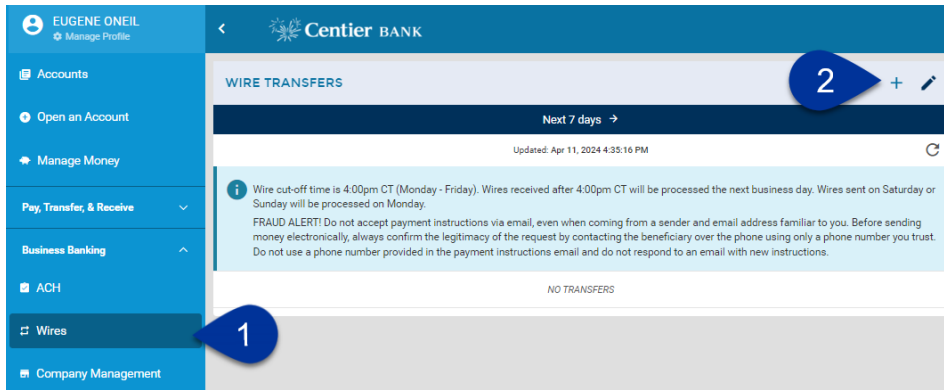 EUGENE ONEIL
Manage Profile
Accounts
Open an Account
Manage Money
Pay, Transfer, & Receive
Business Banking
ACH
Wires
Company Management
1
Centier BANK
WIRE TRANSFERS
2
Next 7 days
Updated: Apr 11, 2024 4:35:16 PM
Wire cut-off time is 4:00pm CT (Monday - Friday). Wires received after 4:00pm CT will be processed the next business day. Wires sent on Saturday or
Sunday will be processed on Monday.
FRAUD ALERT! Do not accept payment instructions via email, even when coming from a sender and email address familiar to you. Before sending
money electronically, always confirm the legitimacy of the request by contacting the beneficiary over the phone using only a phone number you trust.
Do not use a phone number provided in the payment instructions email and do not respond to an email with new instructions.
NO TRANSFERS